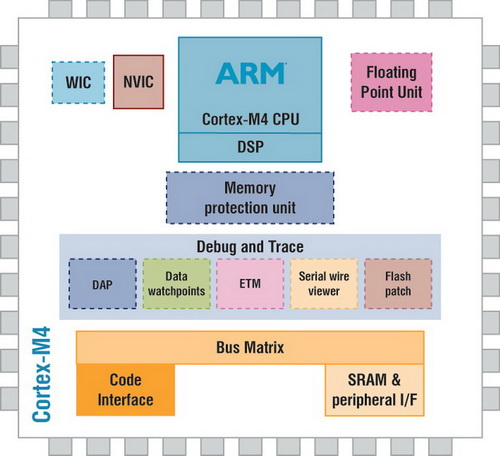 WIC
NVIC
ARM
Cortex-M4 CPU
DSP
Floating
Point Unit
Memory
protection unit
Debug and Trace
DAP
Data
watchpoints
ETM
Serial wire
viewer
Flash
patch
Bus Matrix
Code
Interface
SRAM &
peripheral I/F
Cortex-M4